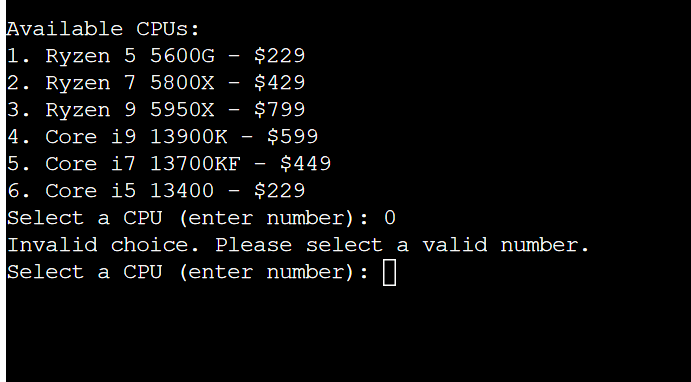 Available CPUs:
1. Ryzen 5 5600G – $229
2. Ryzen 7 5800X – $429
3. Ryzen 9 5950X – $799
4. Core i9 13900K – $599
5. Core i7 13700KF – $449
6. Core i5 13400 – $229
Select a CPU (enter number): 0
Invalid choice. Please select a valid number.
Select a CPU (enter number):